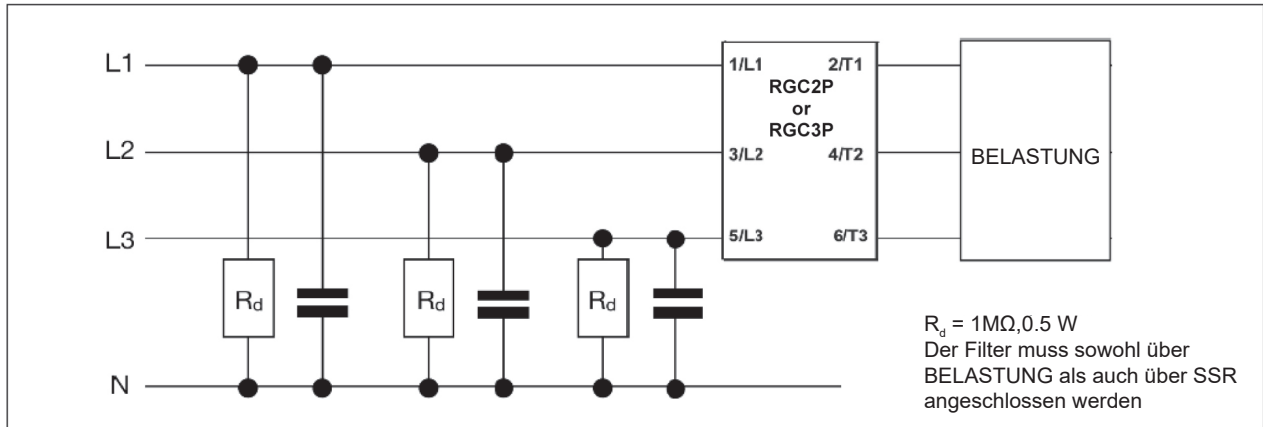 L1
1/L1 2/T1
RGC2P
or
RGC3P
L2
3/L2 4/T2
BELASTUNG
L3
5/L3 6/T3
Rd Rd Rd
N
Rd = 1MΩ,0.5 W
Der Filter muss sowohl über
BELASTUNG als auch über SSR
angeschlossen werden